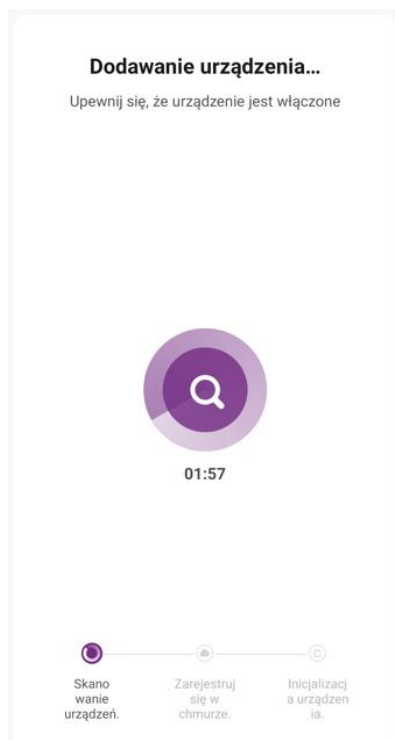 Dodawanie urządzenia...
Upewnij się, że urządzenie jest włączone
01:57
Skano
wanie
urządzeń.
Zarejestruj
się w
chmurze.
Inicjalizacj
a urządzen
ia.